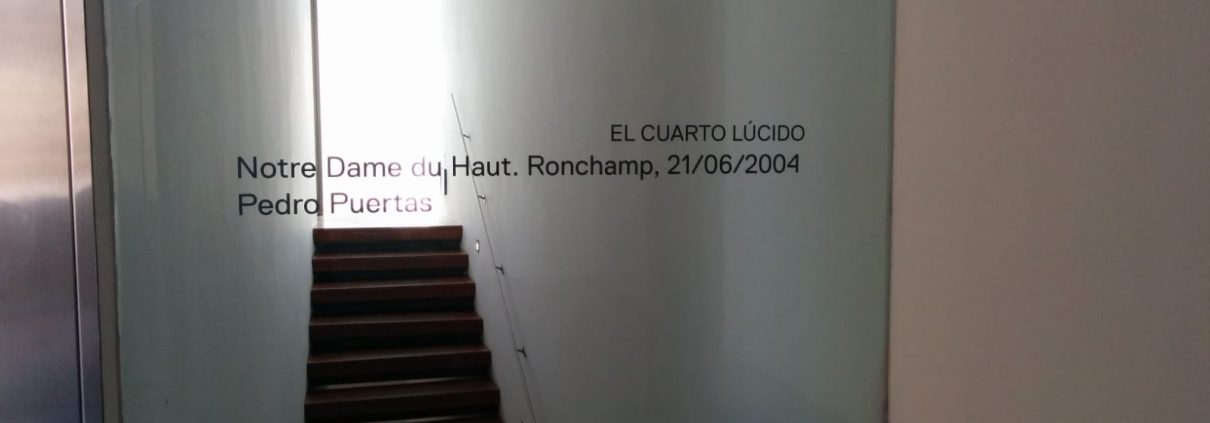 EL CUARTO LÚCIDO
Notre Dame du Haut. Ronchamp, 21/06/2004
Pedro Puertas